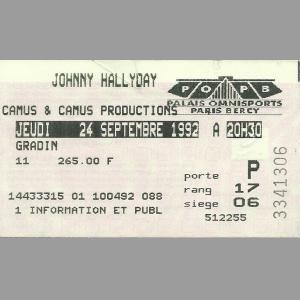 JOHNNY HALLYDAY
POPB
PALAIS OMNISPORTS
PARIS BERCY
CAMUS & CAMUS PRODUCTIONS
JEUDI 24 SEPTEMBRE 1992 A 20H30
GRADIN
11 265.00 F
porte P
rang 17
14433315 01 100492 088 siege 06
1 INFORMATION ET PUBL 512255
3341306